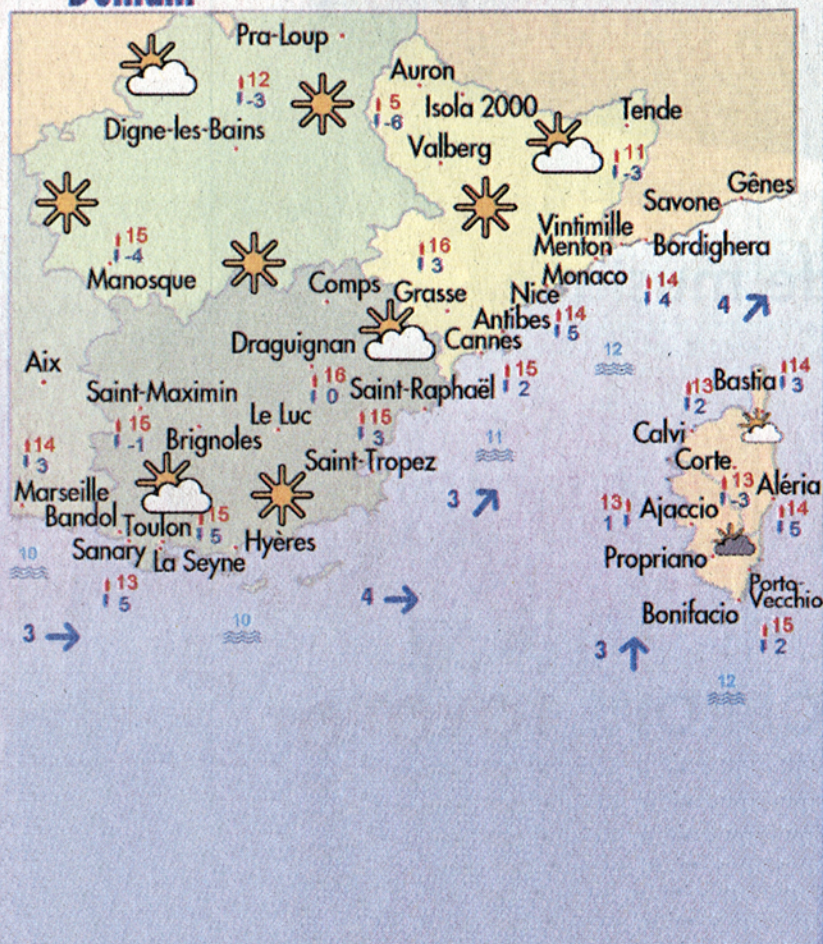 Demain
Pra-Loup
12
-3
Auron
5
-6
Isola 2000
Tende
Digne-les-Bains
Valberg
11
-3
Gênes
Savone
15
-4
16
3
Vintimille
Menton
Bordighera
Manosque
Comps
Grasse
Monaco
Nice
14
4
4
Antibes
14
5
Draguignan
Cannes
12
Aix
16
0
Saint-Raphaël
15
2
13
2
Bastia
14
3
Saint-Maximin
15
-1
Le Luc
15
3
Brignoles
11
Calvi
14
3
Saint-Tropez
Corte
13
-3
Aléria
Marseille
3
13
1
Ajaccio
14
5
Bandol
Toulon
15
5
Hyères
Sanary
La Seyne
Propriano
10
13
5
4
Porto-
Vecchio
10
Bonifacio
3
3
15
2
12